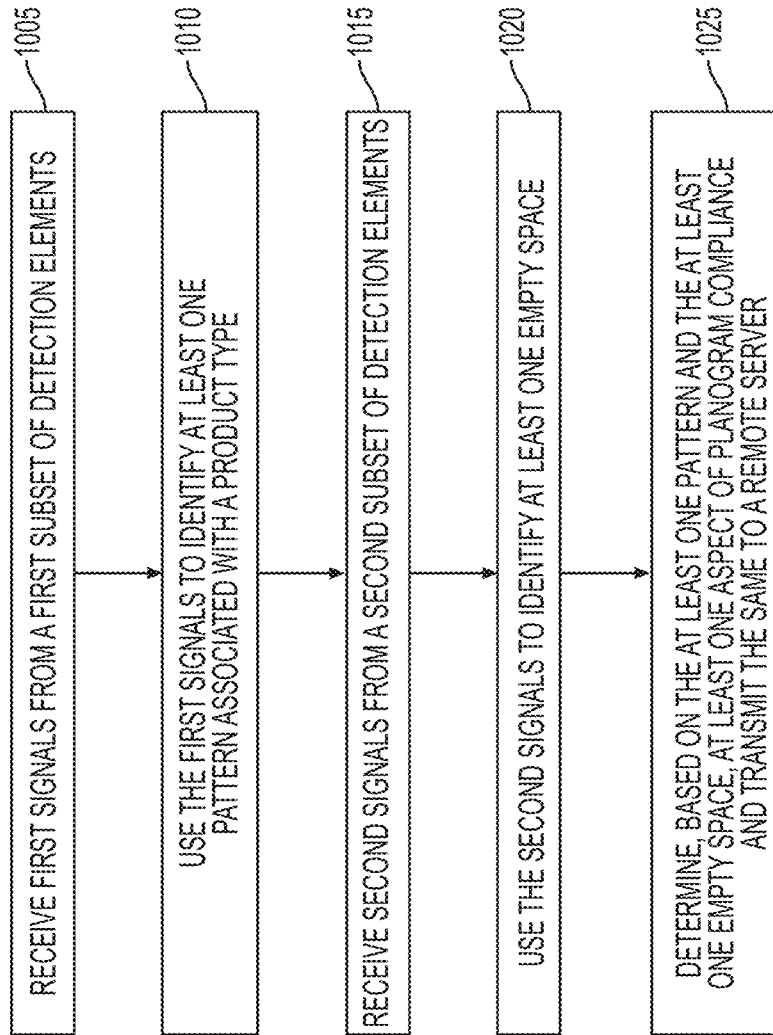 RECEIVE FIRST SIGNALS FROM A FIRST SUBSET OF DETECTION ELEMENTS
1005
USE THE FIRST SIGNALS TO IDENTIFY AT LEAST ONE
PATTERN ASSOCIATED WITH A PRODUCT TYPE
1010
RECEIVE SECOND SIGNALS FROM A SECOND SUBSET OF DETECTION ELEMENTS
1015
USE THE SECOND SIGNALS TO IDENTIFY AT LEAST ONE EMPTY SPACE
1020
DETERMINE, BASED ON THE AT LEAST ONE PATTERN AND THE AT LEAST
ONE EMPTY SPACE, AT LEAST ONE ASPECT OF PLANOGRAM COMPLIANCE
AND TRANSMIT THE SAME TO A REMOTE SERVER
1025